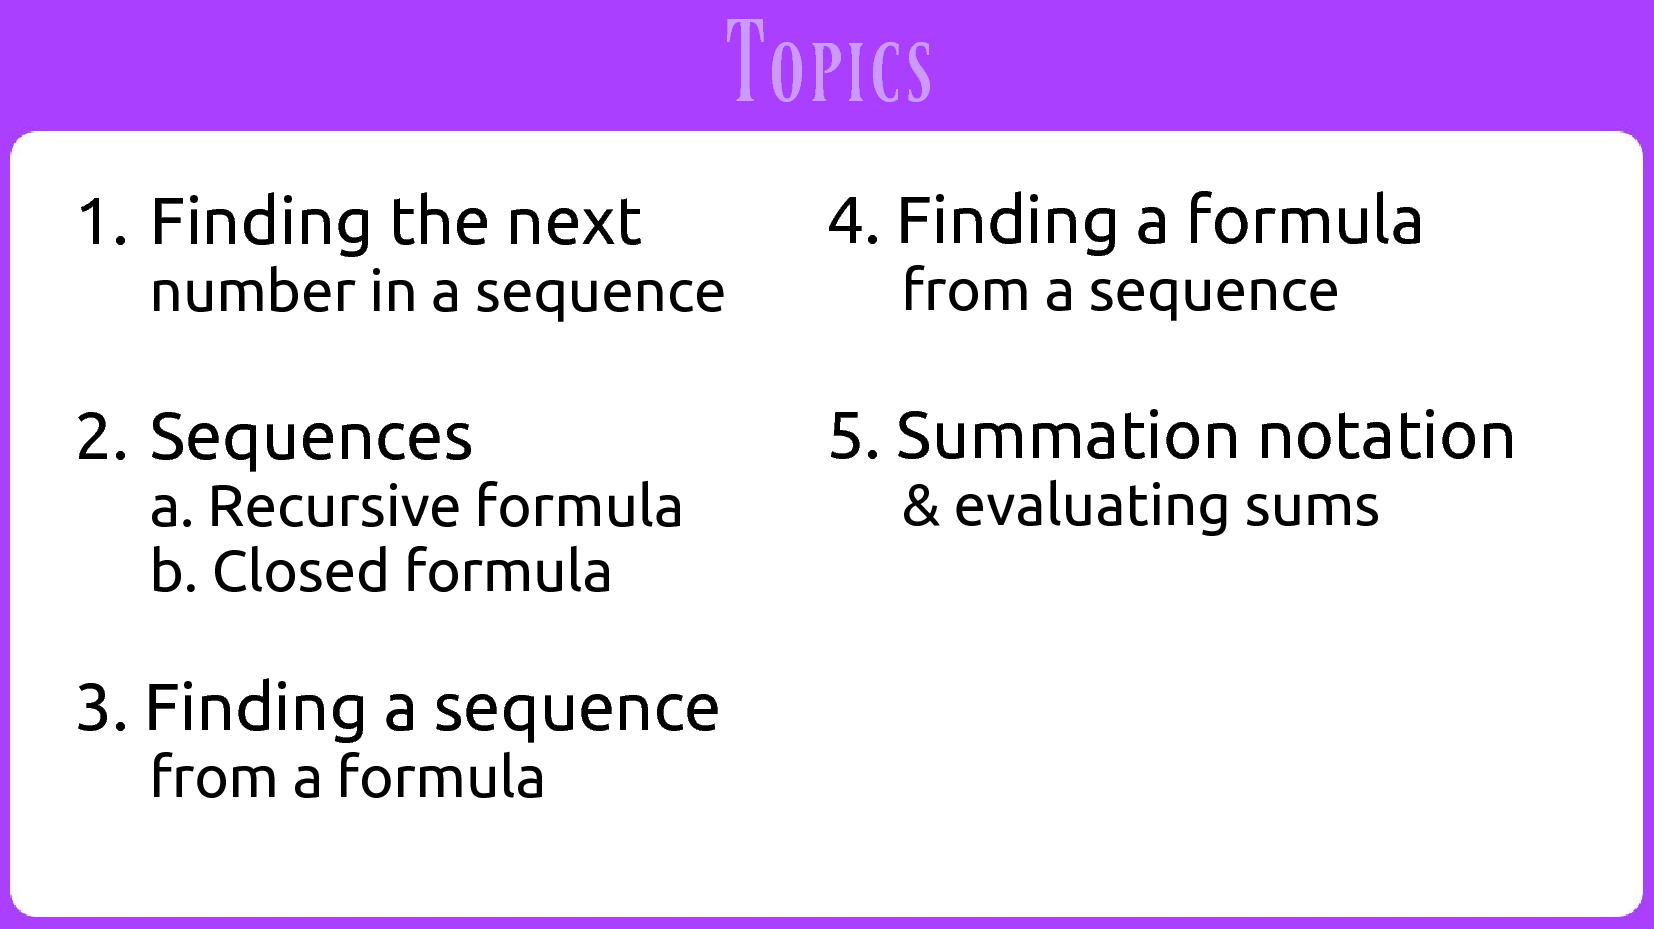 Topics
1. Finding the next
number in a sequence
2. Sequences
a. Recursive formula
b. Closed formula
3. Finding a sequence
from a formula
4. Finding a formula
from a sequence
5. Summation notation
& evaluating sums